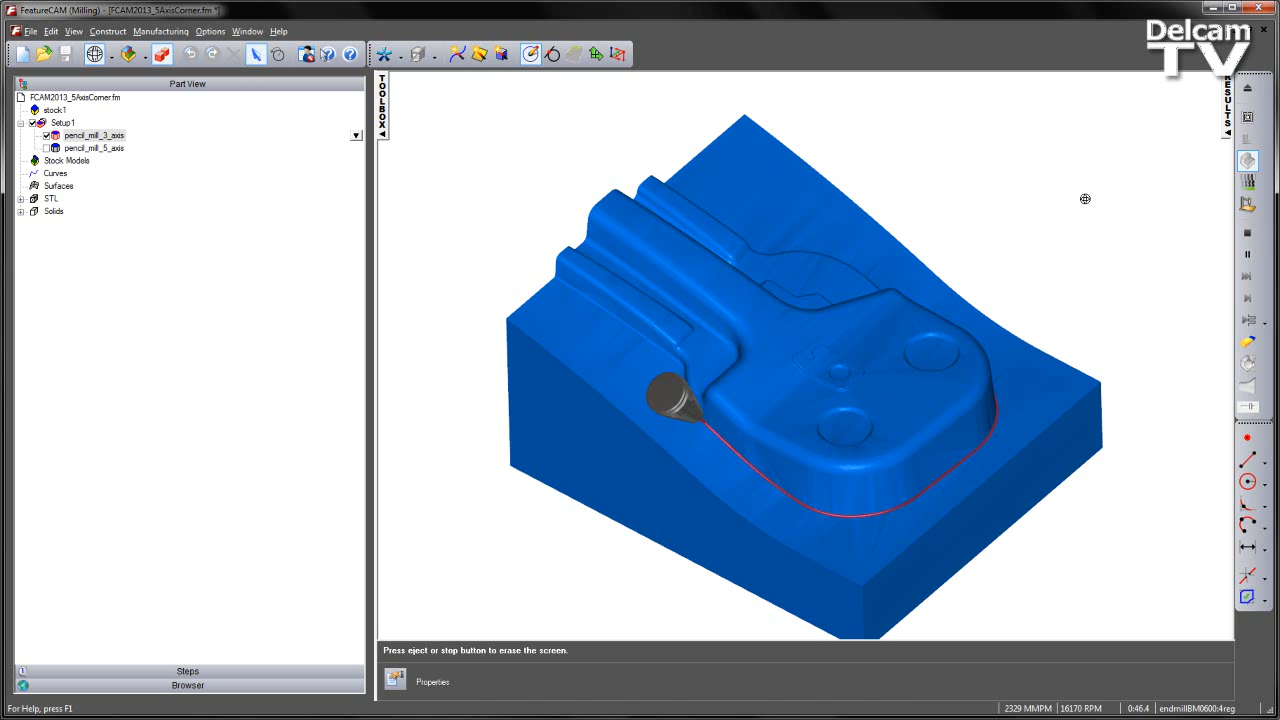 FeatureCAM (Milling) - [FCAM2013_5AxisCorner.fm *]
File Edit View Construct Manufacturing Options Window Help
Delcam
TV
Part View
FCAM2013_5AxisCorner.fm
stock1
Setup1
pencil_mill_3_axis
pencil_mill_5_axis
Stock Models
Curves
Surfaces
STL
Solids
Steps
Browser
TOOLBOX
RESULTS
Press eject or stop button to erase the screen.
Properties
For Help, press F1
2329 MMPM 16170 RPM 0:46.4 endmillBM0600:4reg